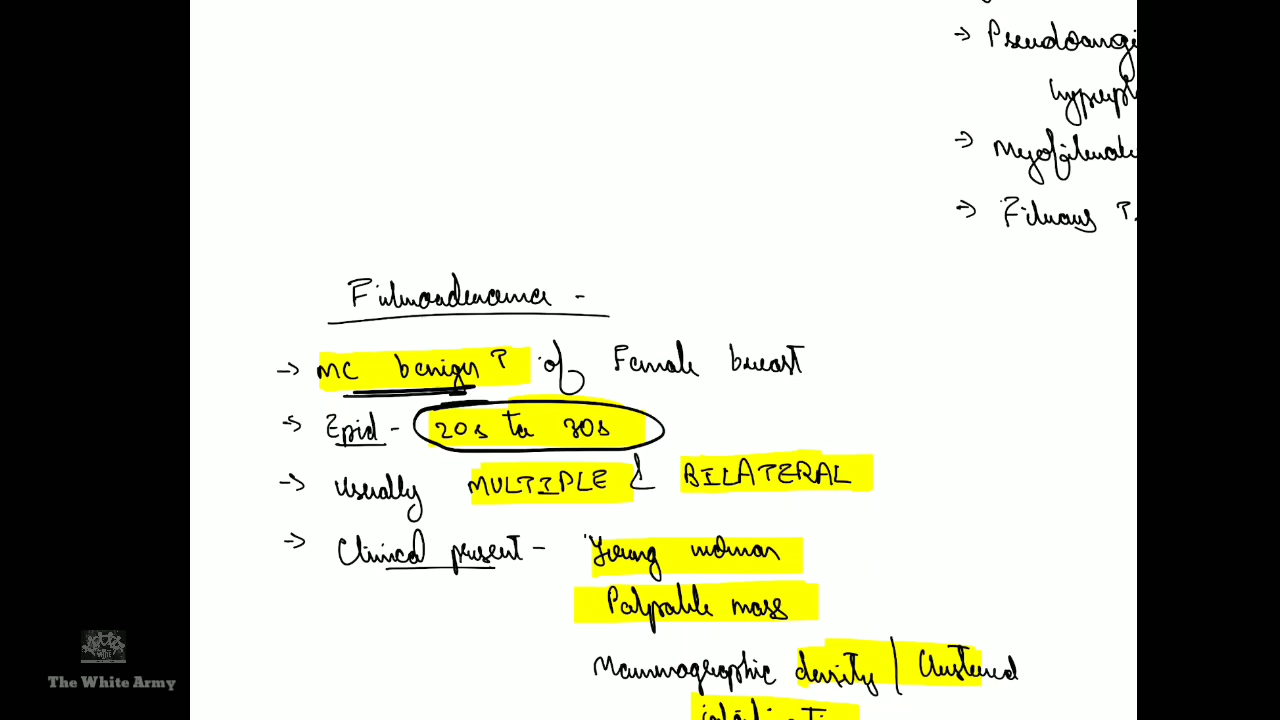 → Pseudoangi
hyperpl
→ Myofibrobl
→ Fibrous ?
Fibroadenoma -
→ MC benign ? of Female breast
→ Epid - 20s to 30s
→ Usually MULTIPLE & BILATERAL
→ Clinical present - Young woman
Palpable mass
Mammographic density / Clustered
The White Army